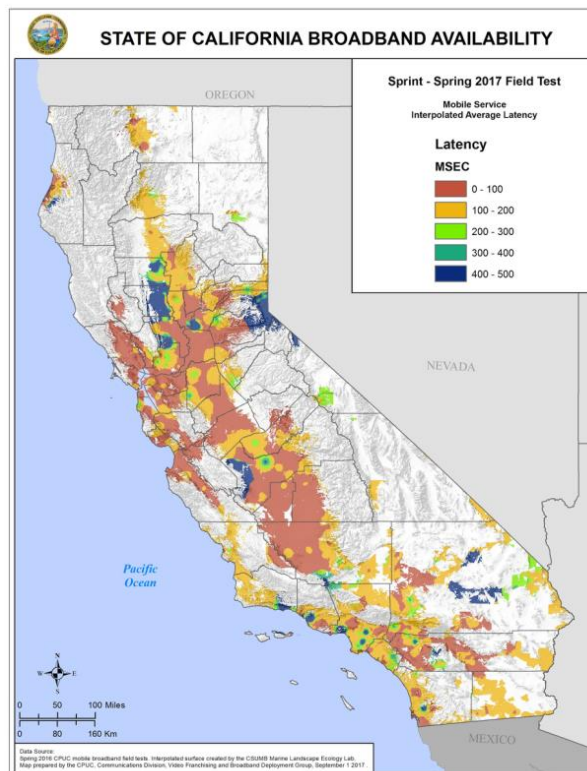 STATE OF CALIFORNIA BROADBAND AVAILABILITY
OREGON
Sprint - Spring 2017 Field Test
Mobile Service
Interpolated Average Latency
Latency
MSEC
0 - 100
100 - 200
200 - 300
300 - 400
400 - 500
NEVADA
Pacific
Ocean
N
W E
S
0 50 100 Miles
0 80 160 KM
MEXICO
Data Source:
Spring 2016 CPUC mobile broadband field tests. Interpolated surface created by the CSUMB Marine Landscape Ecology Lab.
Map prepared by the CPUC, Communications Division, Video Franchising and Broadband Deployment Group, September 1 2017.